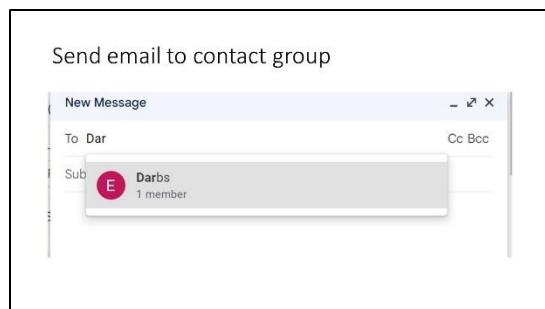 Send email to contact group
New Message
To Dar Cc Bcc
Sub
E
Darbs
1 member